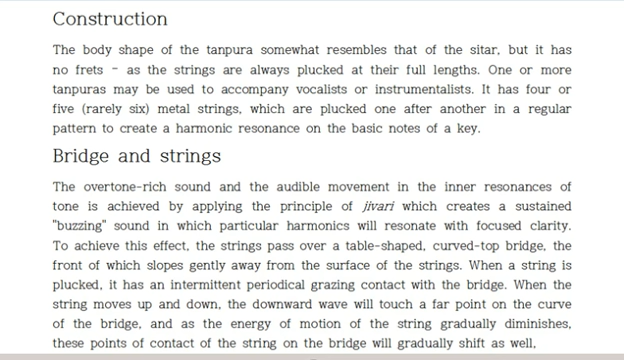 Construction
The body shape of the tanpura somewhat resembles that of the sitar, but it has
no frets – as the strings are always plucked at their full lengths. One or more
tanpuras may be used to accompany vocalists or instrumentalists. It has four or
five (rarely six) metal strings, which are plucked one after another in a regular
pattern to create a harmonic resonance on the basic notes of a key.
Bridge and strings
The overtone-rich sound and the audible movement in the inner resonances of
tone is achieved by applying the principle of jivari which creates a sustained
"buzzing" sound in which particular harmonics will resonate with focused clarity.
To achieve this effect, the strings pass over a table-shaped, curved-top bridge, the
front of which slopes gently away from the surface of the strings. When a string is
plucked, it has an intermittent periodical grazing contact with the bridge. When the
string moves up and down, the downward wave will touch a far point on the curve
of the bridge, and as the energy of motion of the string gradually diminishes,
these points of contact of the string on the bridge will gradually shift as well,